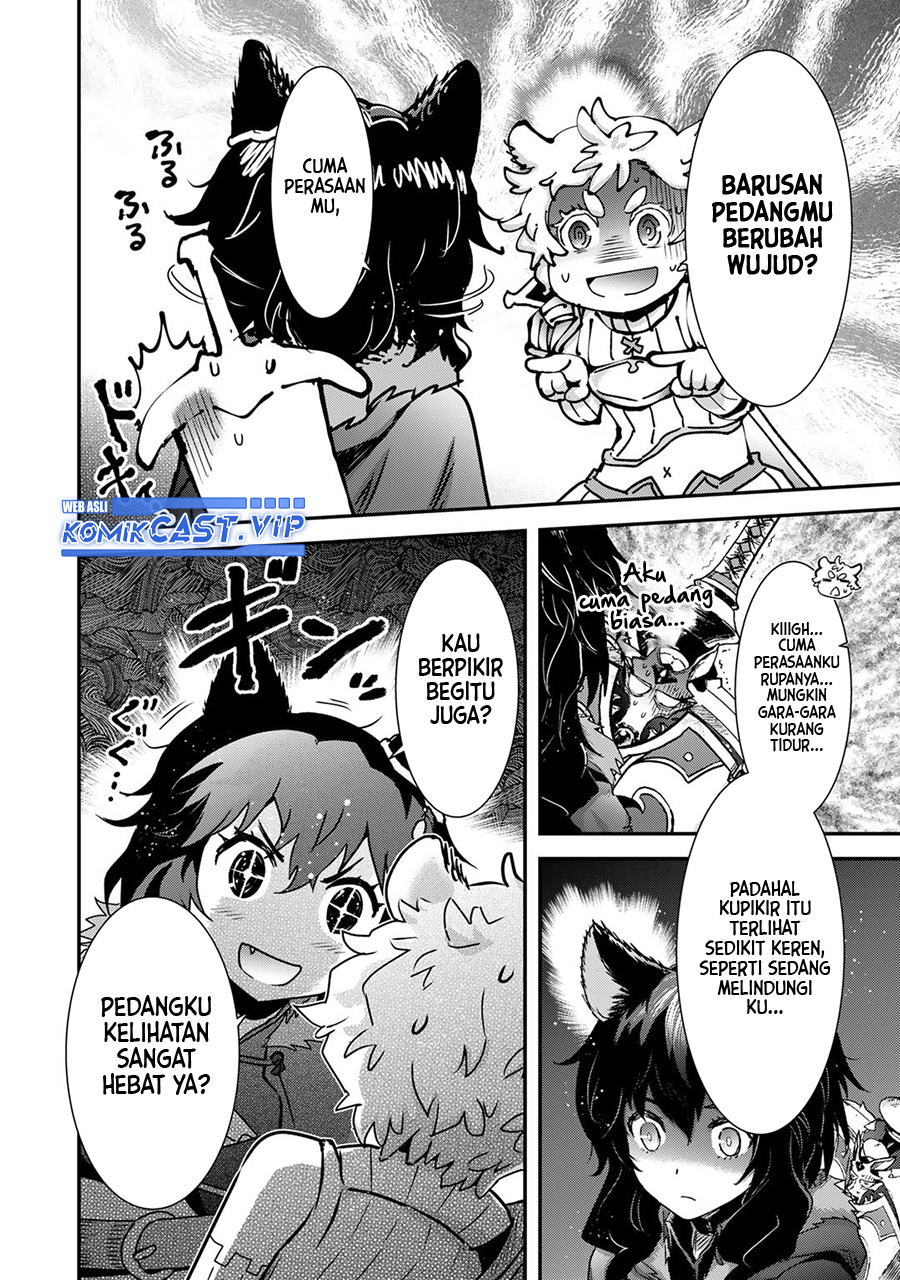 BARUSAN
PEDANGMU
BERUBAH
WUJUD?
CUMA
PERASAAN
MU,
ふる
ふる
ドキィ
WEB ASLI
KOMIKCAST.VIP
KIIIGH...
CUMA
PERASAANKU
RUPANYA...
MUNGKIN
GARA-GARA
KURANG
TIDUR...
Aku
cuma pedang
biasa...
PADAHAL
KUPIKIR ITU
TERLIHAT
SEDIKIT KEREN,
SEPERTI SEDANG
MELINDUNGI
KU...
KAU
BERPIKIR
BEGITU
JUGA?
ギン
ぐぐっ...
PEDANGKU
KELIHATAN
SANGAT
HEBAT YA?